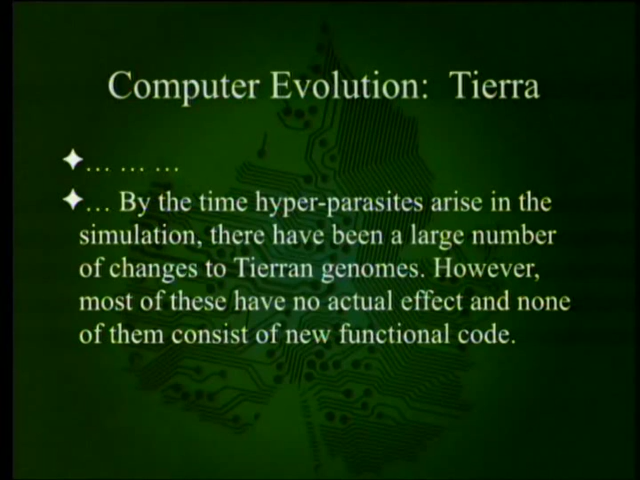 Computer Evolution: Tierra
… … …
… By the time hyper-parasites arise in the
simulation, there have been a large number
of changes to Tierran genomes. However,
most of these have no actual effect and none
of them consist of new functional code.